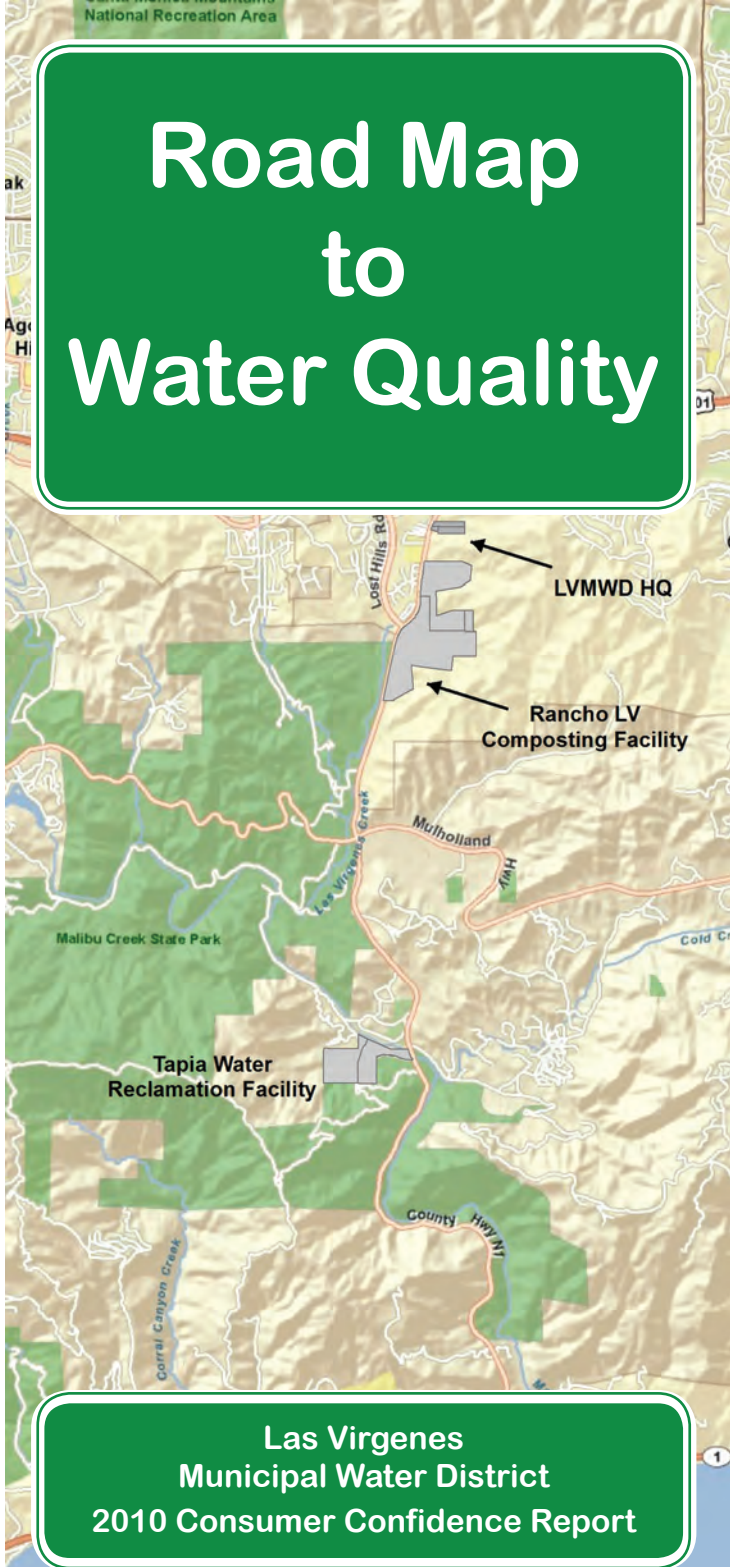 National Recreation Area
Road Map
to
Water Quality
Lost Hills Rd
LVMWD HQ
Rancho LV
Composting Facility
Las Virgenes Creek
Mulholland
Hwy
Malibu Creek State Park
Cold
Tapia Water
Reclamation Facility
County Hwy N1
Corral Canyon Creek
1
Las Virgenes
Municipal Water District
2010 Consumer Confidence Report